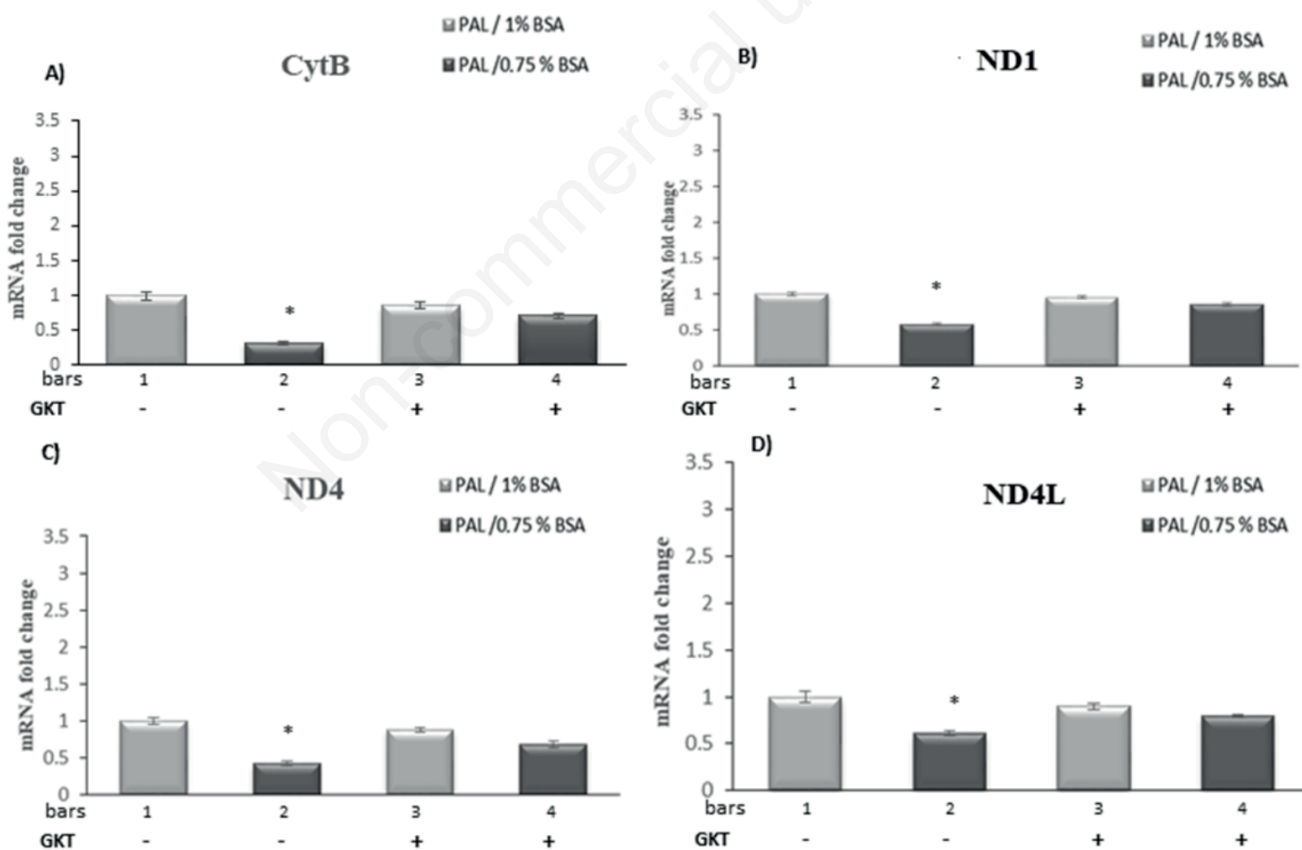 A)
CytB
PAL / 1% BSA
PAL /0.75 % BSA
mRNA fold change
3.5
3
2.5
2
1.5
1
0.5
0
*
bars 1 2 3 4
GKT - - + +
B)
ND1
PAL / 1% BSA
PAL /0.75 % BSA
mRNA fold change
3.5
3
2.5
2
1.5
1
0.5
0
*
1 2 3 4
GKT - - + +
C)
ND4
PAL / 1% BSA
PAL /0.75 % BSA
mRNA fold change
3.5
3
2.5
2
1.5
1
0.5
0
*
bars 1 2 3 4
GKT - - + +
D)
ND4L
PAL / 1% BSA
PAL /0.75 % BSA
mRNA fold change
3.5
3
2.5
2
1.5
1
0.5
0
*
bars 1 2 3 4
GKT - - + +
Non-commercial u